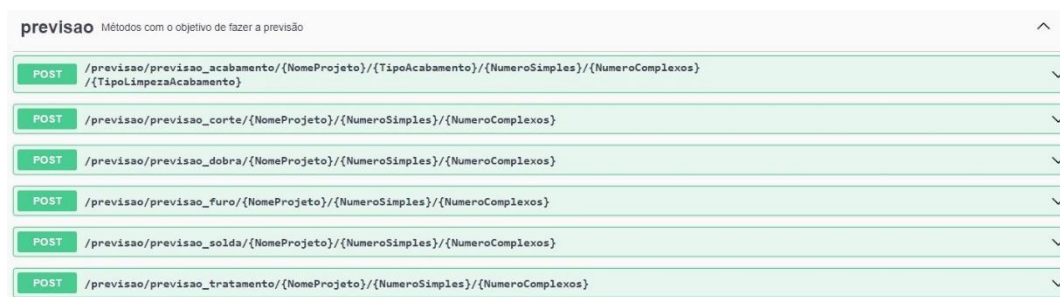 previsao Métodos com o objetivo de fazer a previsão
POST /previsao/previsao_acabamento/{NomeProjeto}/{TipoAcabamento}/{NumeroSimples}/{NumeroComplexos}
/{TipoLimpezaAcabamento}
POST /previsao/previsao_corte/{NomeProjeto}/{NumeroSimples}/{NumeroComplexos}
POST /previsao/previsao_dobra/{NomeProjeto}/{NumeroSimples}/{NumeroComplexos}
POST /previsao/previsao_furo/{NomeProjeto}/{NumeroSimples}/{NumeroComplexos}
POST /previsao/previsao_solda/{NomeProjeto}/{NumeroSimples}/{NumeroComplexos}
POST /previsao/previsao_tratamento/{NomeProjeto}/{NumeroSimples}/{NumeroComplexos}